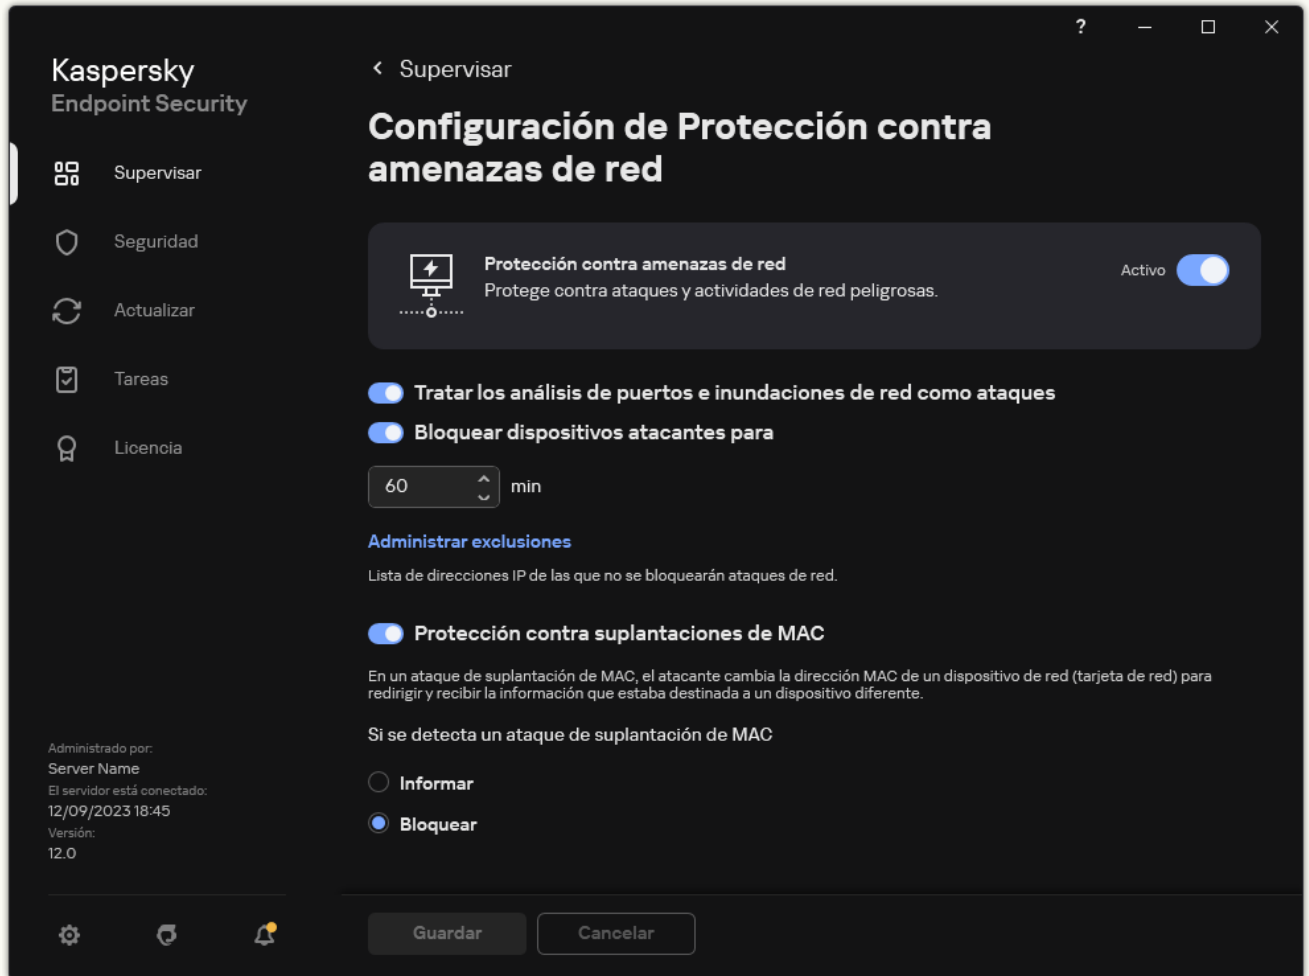 ?
Kaspersky
Endpoint Security
Supervisar
Seguridad
Actualizar
Tareas
Licencia
Administrado por:
Server Name
El servidor está conectado:
12/09/2023 18:45
Versión:
12.0
Supervisar
Configuración de Protección contra
amenazas de red
Protección contra amenazas de red
Protege contra ataques y actividades de red peligrosas.
Activo
Tratar los análisis de puertos e inundaciones de red como ataques
Bloquear dispositivos atacantes para
60 min
Administrar exclusiones
Lista de direcciones IP de las que no se bloquearán ataques de red.
Protección contra suplantaciones de MAC
En un ataque de suplantación de MAC, el atacante cambia la dirección MAC de un dispositivo de red (tarjeta de red) para
redirigir y recibir la información que estaba destinada a un dispositivo diferente.
Si se detecta un ataque de suplantación de MAC
Informar
Bloquear
Guardar
Cancelar